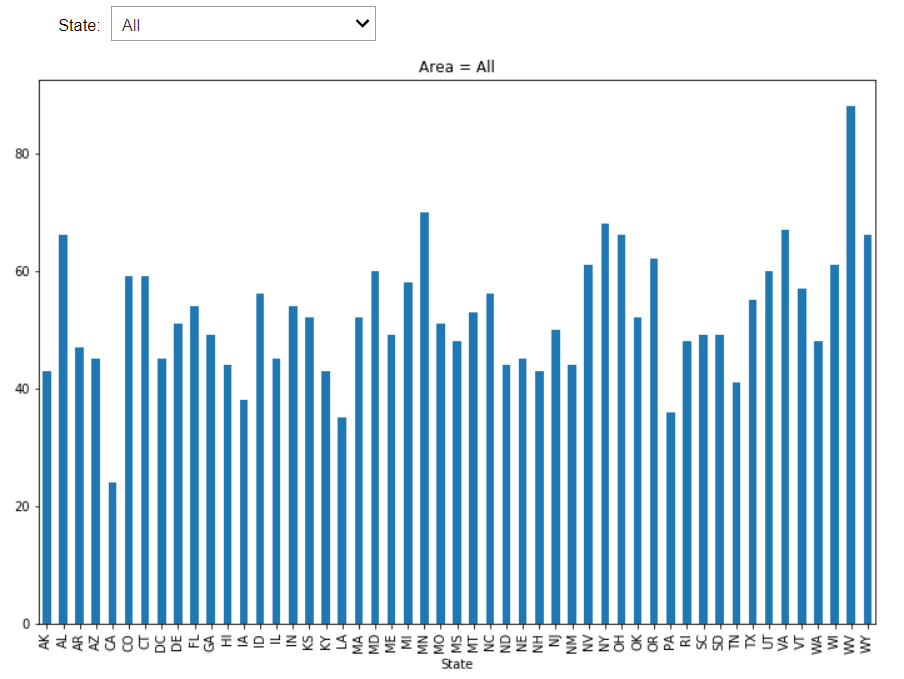 State: All
Area = All
80
60
40
20
0
AK AL AR AZ CA CO CT DC DE FL GA HI IA ID IL IN KS KY LA MA MD ME MI MN MO MS MT NC ND NE NH NJ NM NV NY OH OK OR PA RI SC SD TN TX UT VA VT WA WI WV WY
State